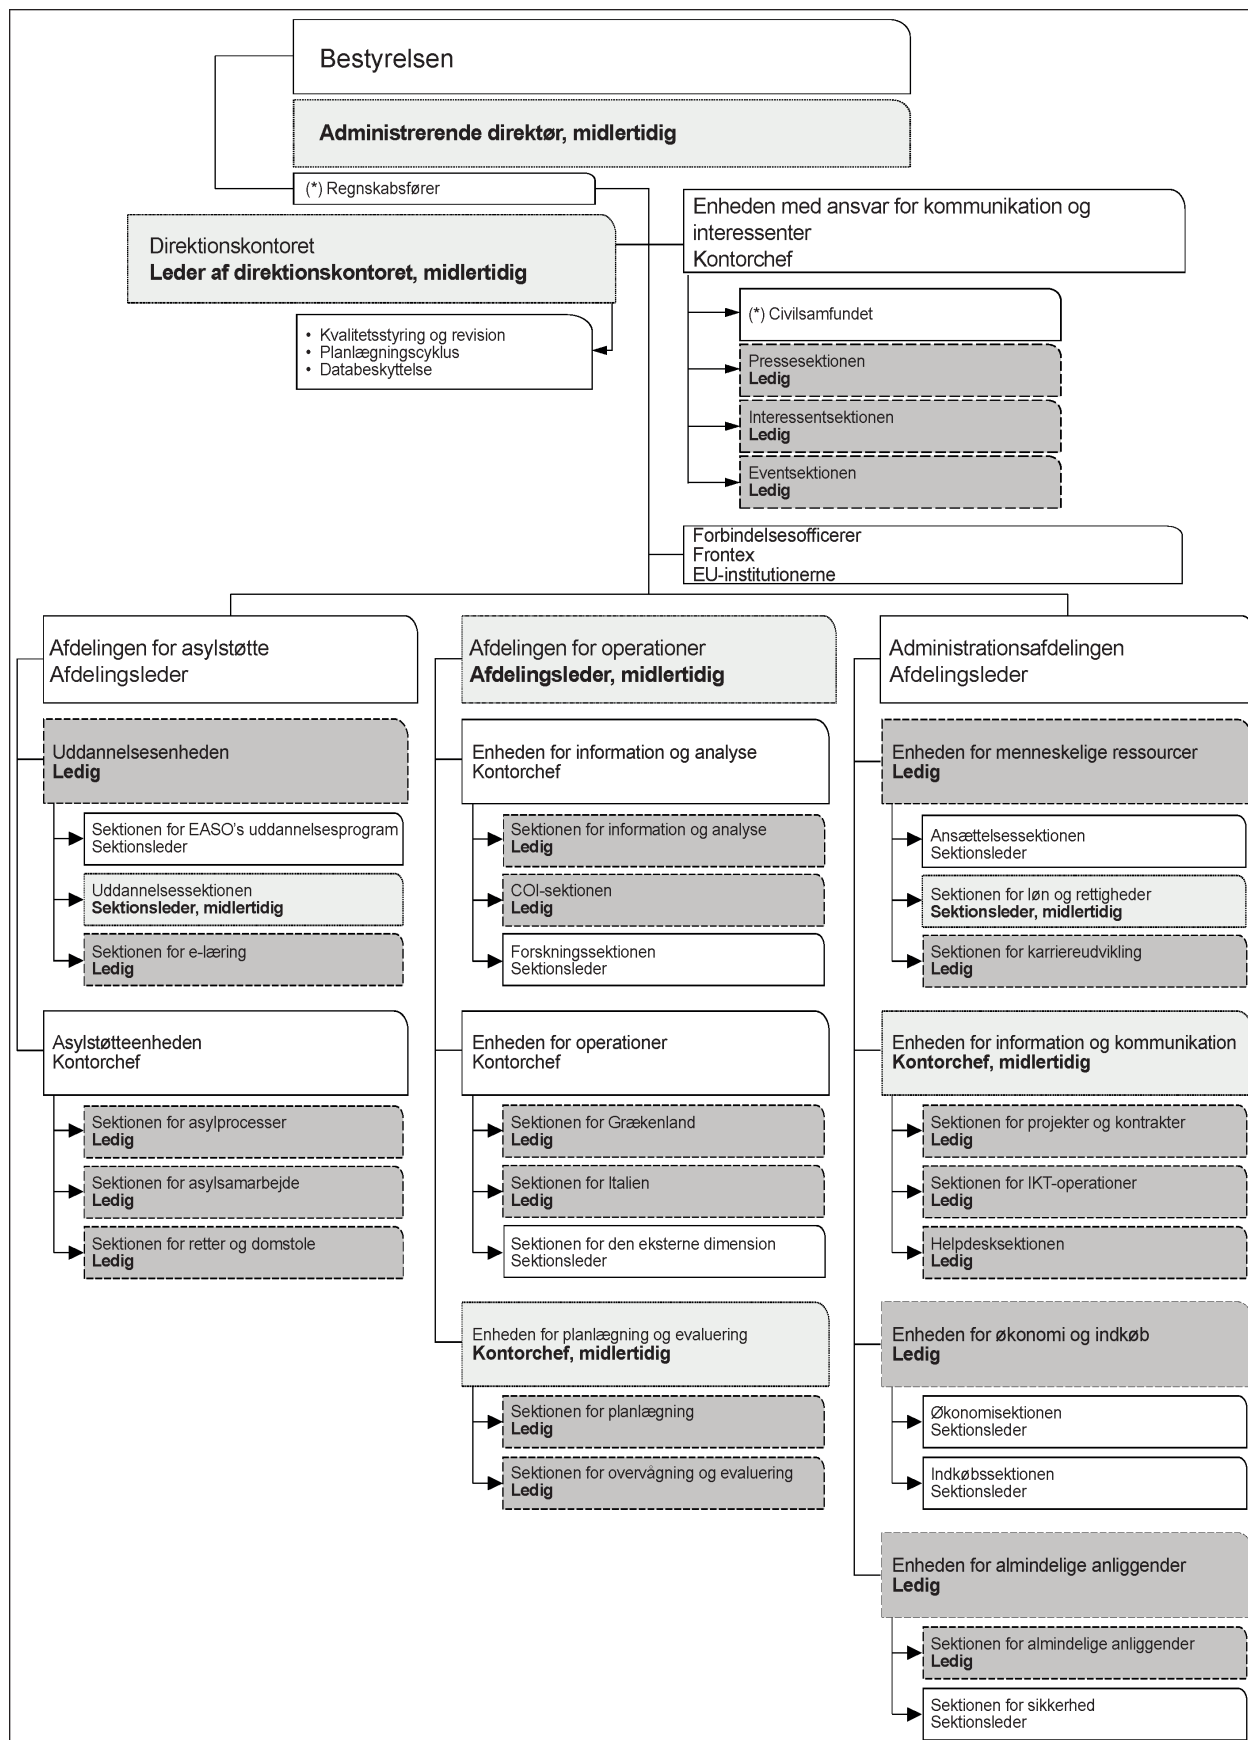 Bestyrelsen
Administrerende direktør, midlertidig
(*) Regnskabsfører
Enheden med ansvar for kommunikation og
interessenter
Kontorchef
Direktionskontoret
Leder af direktionskontoret, midlertidig
• Kvalitetsstyring og revision
• Planlægningscyklus
• Databeskyttelse
(*) Civilsamfundet
Pressesektionen
Ledig
Interessentsektionen
Ledig
Eventsektionen
Ledig
Forbindelsesofficerer
Frontex
EU-institutionerne
Afdelingen for asylstøtte
Afdelingsleder
Uddannelsesenheden
Ledig
Sektionen for EASO’s uddannelsesprogram
Sektionsleder
Uddannelsessektionen
Sektionsleder, midlertidig
Sektionen for e-læring
Ledig
Asylstøtteenheden
Kontorchef
Sektionen for asylprocesser
Ledig
Sektionen for asylsamarbejde
Ledig
Sektionen for retter og domstole
Ledig
Afdelingen for operationer
Afdelingsleder, midlertidig
Enheden for information og analyse
Kontorchef
Sektionen for information og analyse
Ledig
COI-sektionen
Ledig
Forskningssektionen
Sektionsleder
Enheden for operationer
Kontorchef
Sektionen for Grækenland
Ledig
Sektionen for Italien
Ledig
Sektionen for den eksterne dimension
Sektionsleder
Enheden for planlægning og evaluering
Kontorchef, midlertidig
Sektionen for planlægning
Ledig
Sektionen for overvågning og evaluering
Ledig
Administrationsafdelingen
Afdelingsleder
Enheden for menneskelige ressourcer
Ledig
Ansættelsessektionen
Sektionsleder
Sektionen for løn og rettigheder
Sektionsleder, midlertidig
Sektionen for karriereudvikling
Ledig
Enheden for information og kommunikation
Kontorchef, midlertidig
Sektionen for projekter og kontrakter
Ledig
Sektionen for IKT-operationer
Ledig
Helpdesksektionen
Ledig
Enheden for økonomi og indkøb
Ledig
Økonomisektionen
Sektionsleder
Indkøbssektionen
Sektionsleder
Enheden for almindelige anliggender
Ledig
Sektionen for almindelige anliggender
Ledig
Sektionen for sikkerhed
Sektionsleder